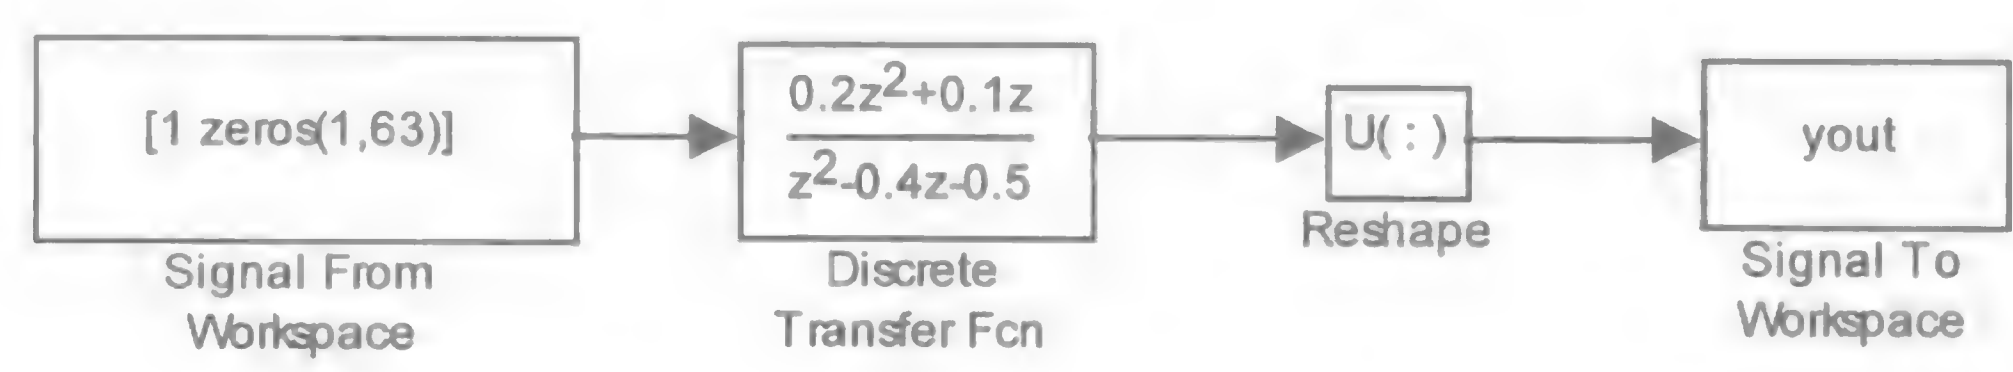 [1 zeros(1,63)]
Signal From
Workspace
0.2z²+0.1z
z²-0.4z-0.5
Discrete
Transfer Fcn
U( : )
Reshape
yout
Signal To
Workspace